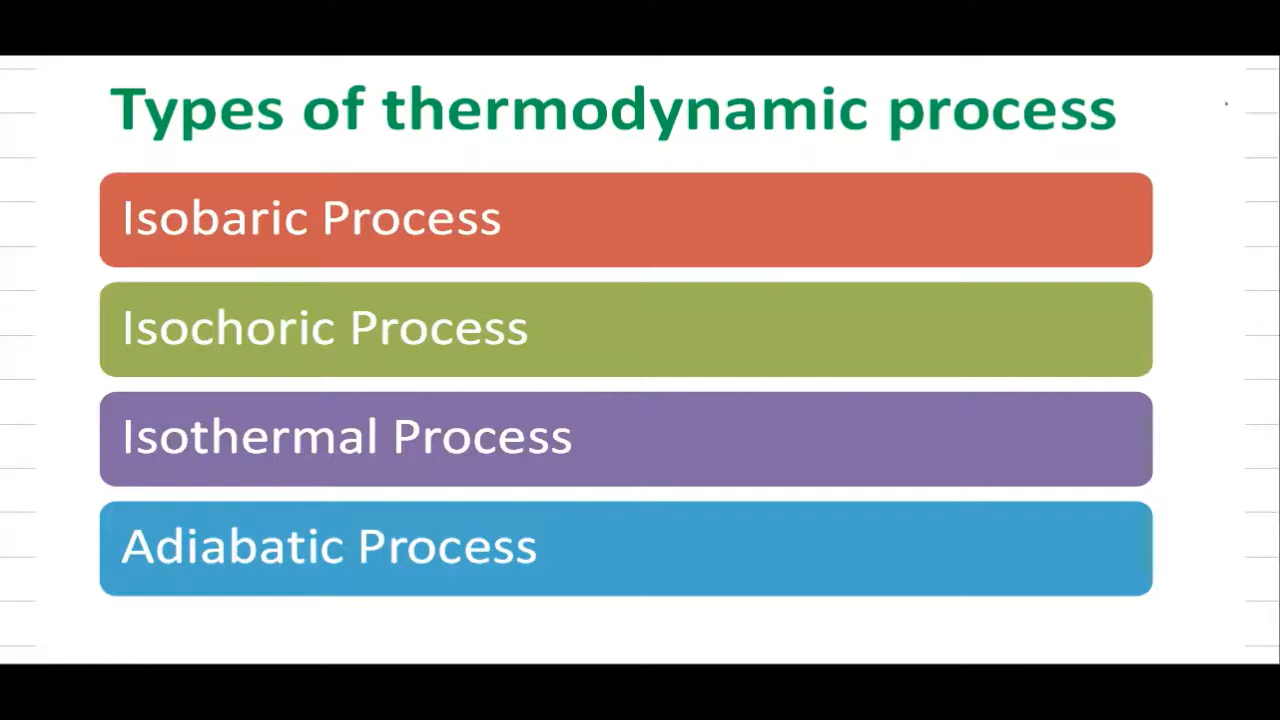 Types of thermodynamic process
Isobaric Process
Isochoric Process
Isothermal Process
Adiabatic Process